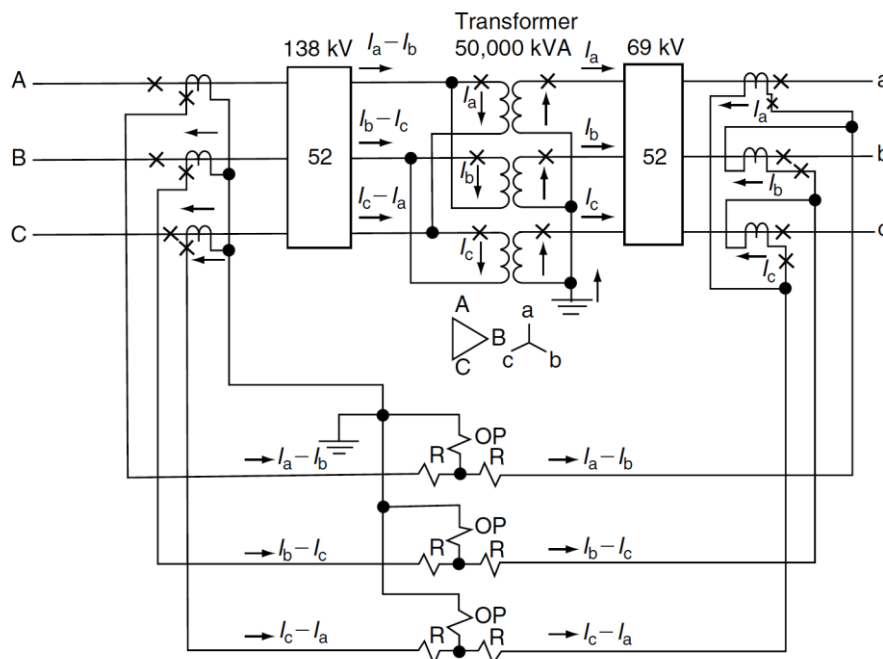 Transformer
138 kV
Ia – Ib
50,000 kVA
Ia
69 kV
A
a
Ia
Ia
Ib – Ic
Ib
B
52
52
b
Ib
Ib
Ic – Ia
Ic
C
c
Ic
Ic
A
a
B
C
c
b
OP
Ia – Ib
R
R
Ia – Ib
OP
Ib – Ic
R
R
Ib – Ic
OP
Ic – Ia
R
R
Ic – Ia